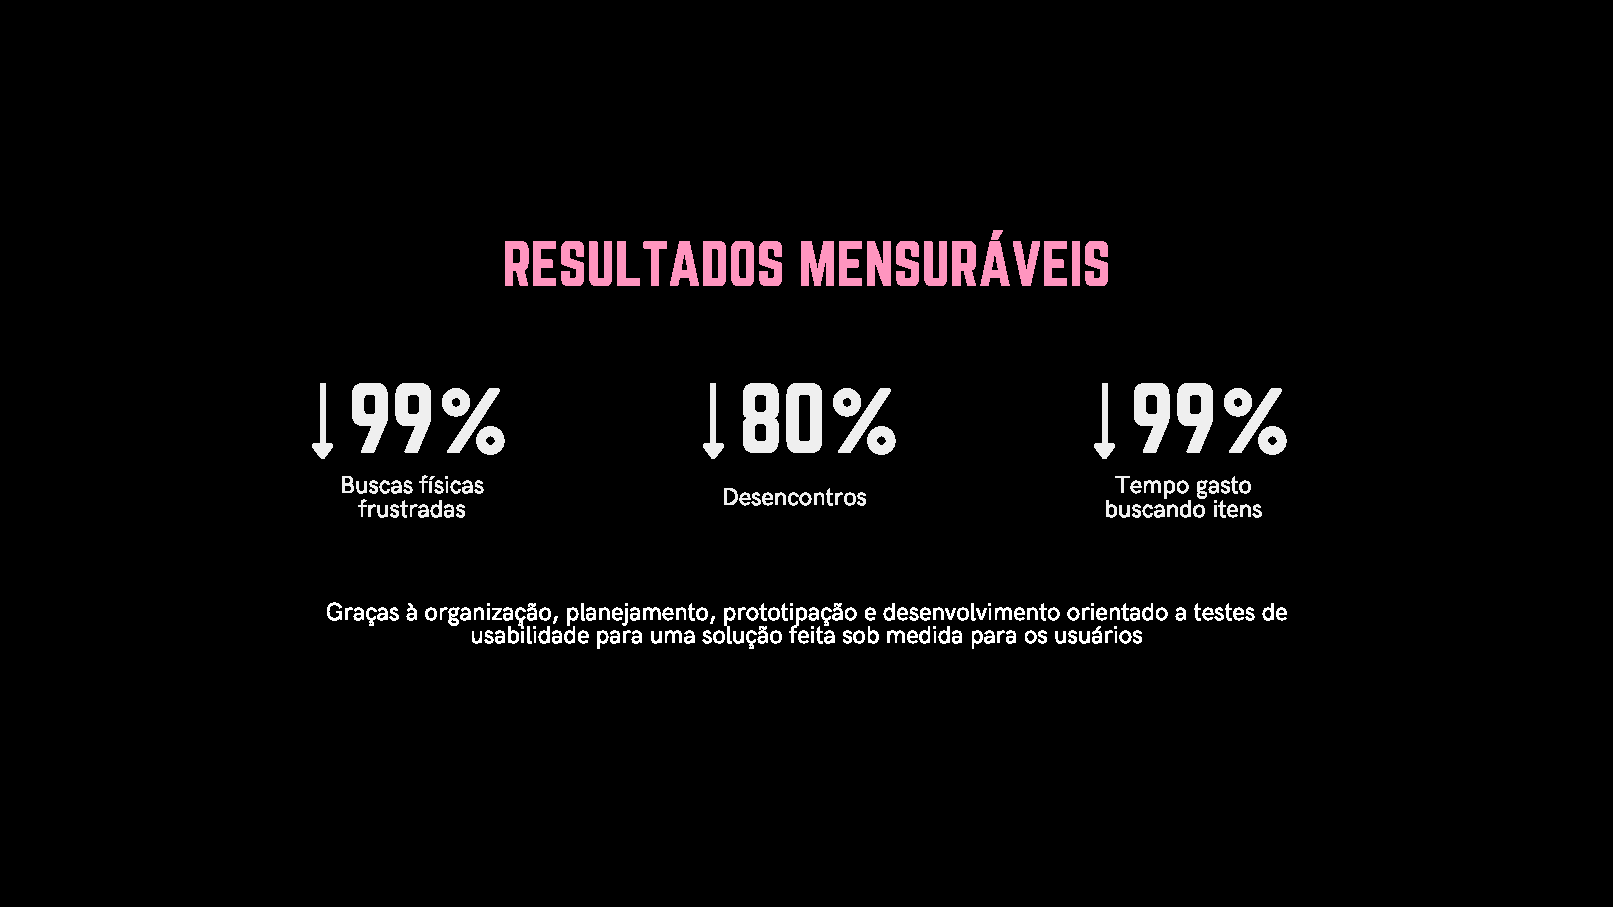 RESULTADOS MENSURÁVEIS
↓99%
Buscas físicas
frustradas
↓80%
Desencontros
↓99%
Tempo gasto
buscando itens
Graças à organização, planejamento, prototipação e desenvolvimento orientado a testes de
usabilidade para uma solução feita sob medida para os usuários